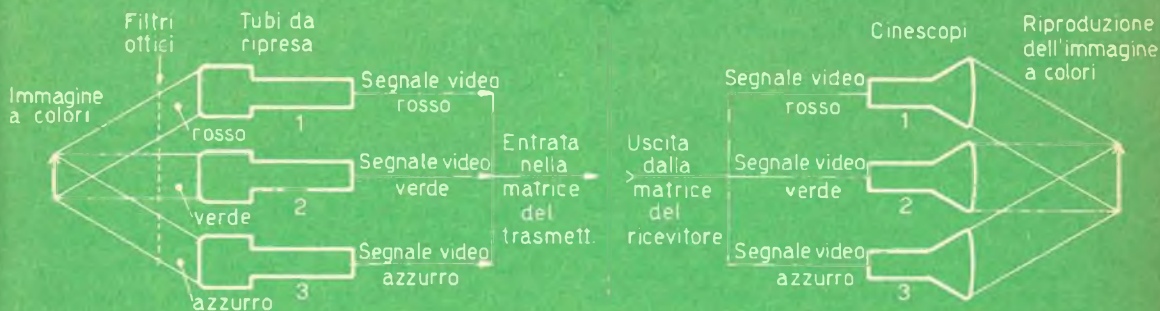 Filtri
ottici
Tubi da
ripresa
Immagine
a colori
rosso
1
Segnale video
rosso
verde
2
Segnale video
verde
azzurro
3
Segnale video
azzurro
Entrata
nella
matrice
del
trasmett.
Uscita
dalla
matrice
del
ricevitore
Segnale video
rosso
Segnale video
verde
Segnale video
azzurro
Cinescopi
1
2
3
Riproduzione
dell'immagine
a colori